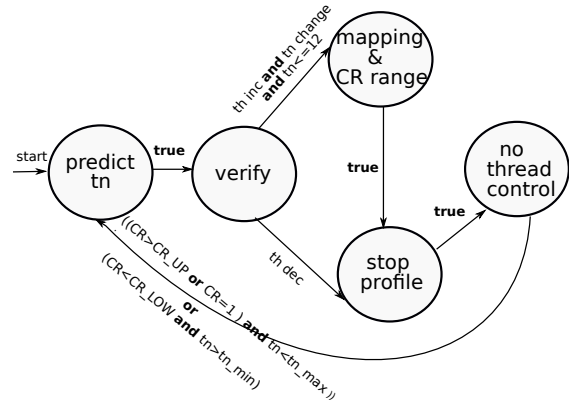 start
predict
tn
true
verify
th inc and tn change
and tn<=12
mapping
&
CR range
true
th dec
stop
profile
true
no
thread
control
((CR>CR_UP or CR=1 ) and tn<tn_max ))
or
(CR<CR_LOW and tn>tn_min)